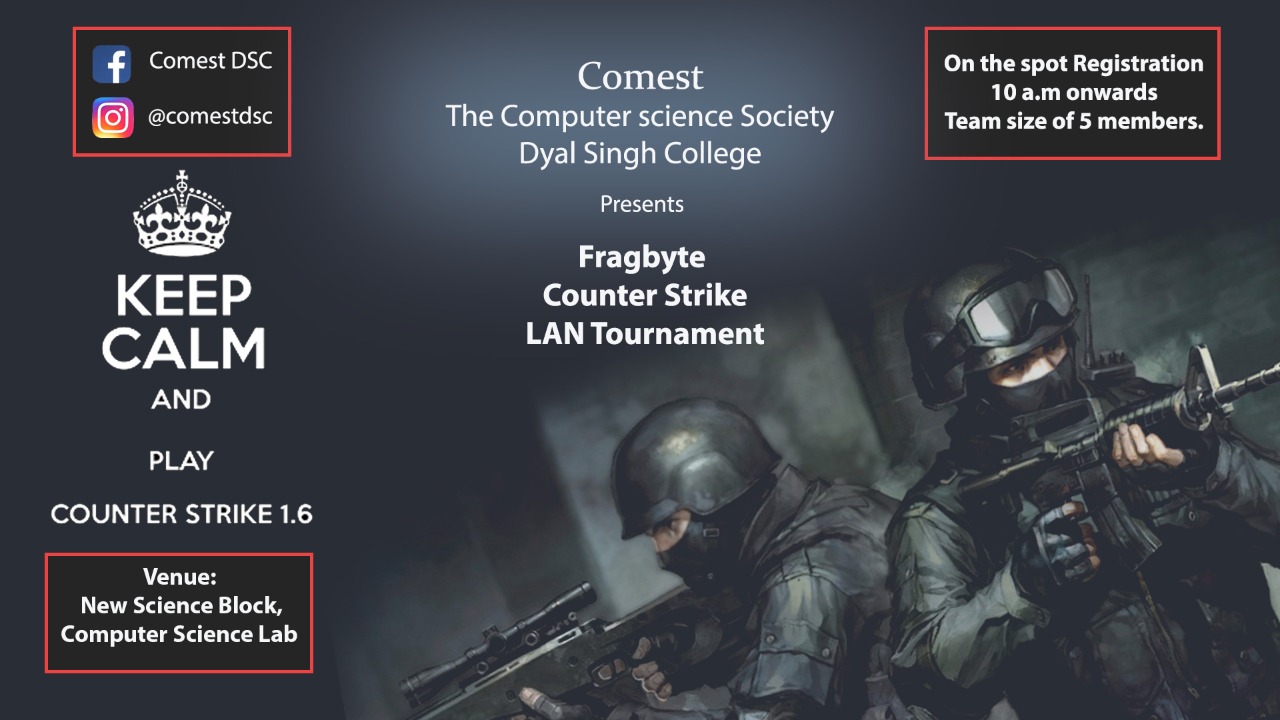 Comest DSC
@comestdsc
Comest
The Computer science Society
Dyal Singh College
Presents
Fragbyte
Counter Strike
LAN Tournament
On the spot Registration
10 a.m onwards
Team size of 5 members.
KEEP
CALM
AND
PLAY
COUNTER STRIKE 1.6
Venue:
New Science Block,
Computer Science Lab